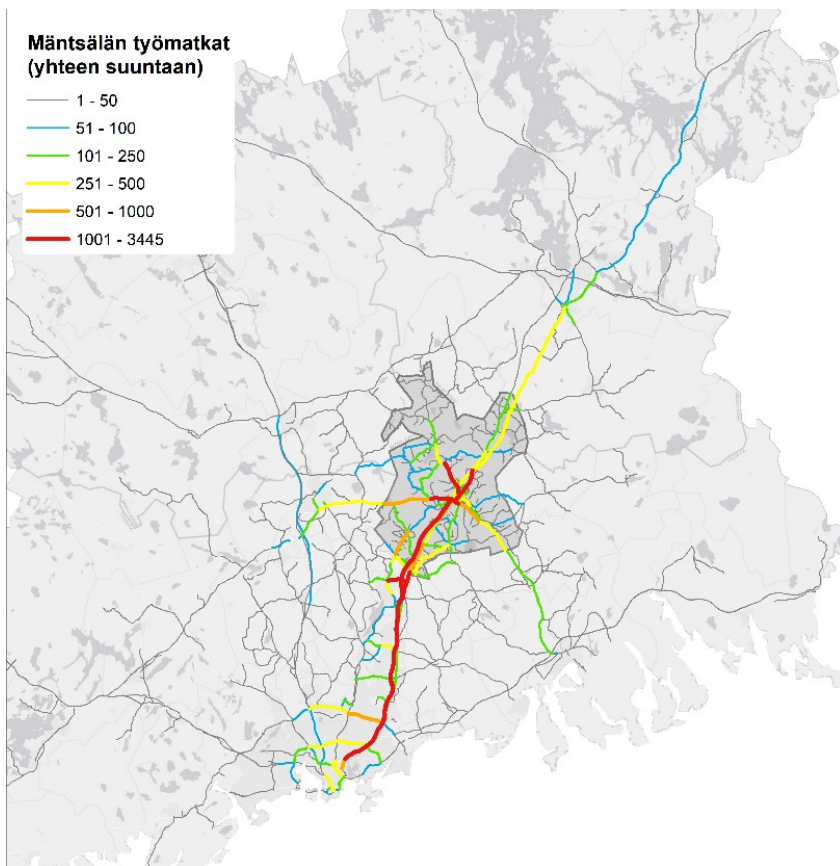 Mäntsälän työmatkat
(yhteen suuntaan)
1 - 50
51 - 100
101 - 250
251 - 500
501 - 1000
1001 - 3445